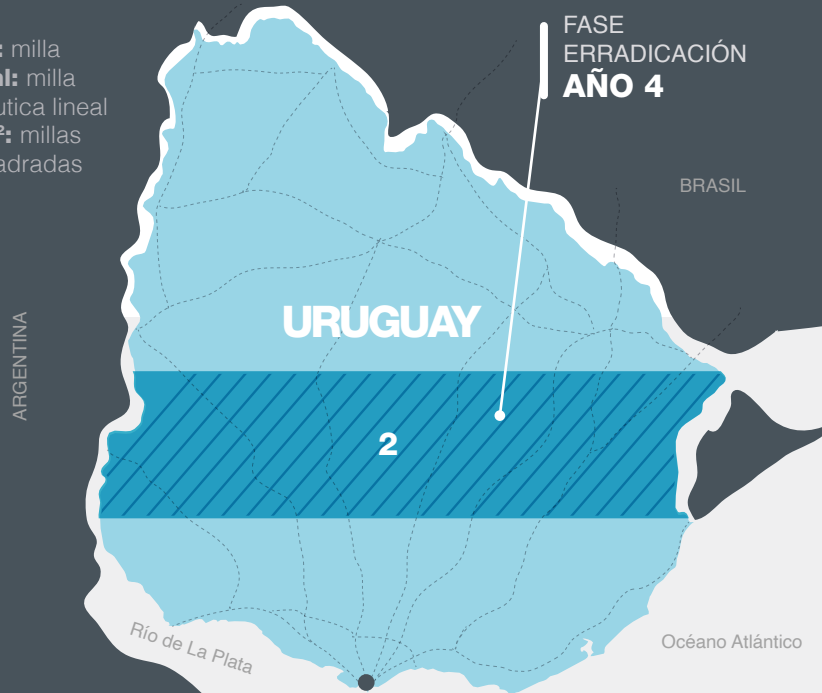 : milla
al: milla
utica lineal
²: millas
adradas
FASE
ERRADICACIÓN
AÑO 4
BRASIL
ARGENTINA
URUGUAY
2
Río de La Plata
Océano Atlántico